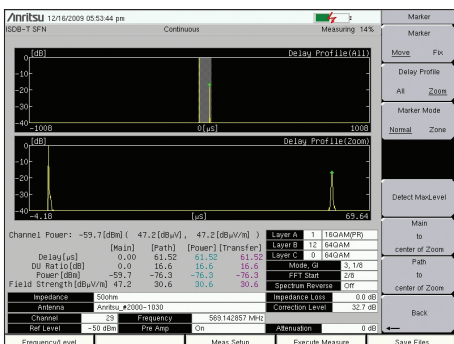 Anritsu 12/16/2009 05:53:44 pm
ISDB-T SFN Continuous Measuring 14%
[dB] Delay Profile(All)
0
-10
-20
-30
-40
-1008 0[μS] 1008
[dB] Delay Profile(Zoom)
0
-10
-20
-30
-40
-4.18 [μS] 69.64
Channel Power: -59.7[dBm]( 47.2[dBμV], 47.2[dBμV/m] )
[Main] [Path] [Power] [Transfer]
Delay[μs] 0.00 61.52 61.52 61.52
DU Ratio[dB] 0.0 16.6 16.6 16.6
Power[dBm] -59.7 -76.3 -76.3 -76.3
Field Strength[dBμV/m] 47.2 30.6 30.6 30.6
Layer A 1 16QAM(PR)
Layer B 12 64QAM
Layer C 0 64QAM
Mode, GI 3, 1/8
FFT Start 2/8
Spectrum Reverse Off
Impedance 50ohm Impedance Loss 0.0 dB
Antenna Anritsu_#2000-1030 Correction Level 32.7 dB
Channel 29 Frequency 569.142857 MHz
Ref Level -50 dBm Pre Amp On Attenuation 0 dB
Frequency/Level Meas Setup Execute Measure Save Files
Marker
Marker
Move Fix
Delay Profile
All Zoom
Marker Mode
Normal Zone
Detect MaxLevel
Main
to
center of Zoom
Path
to
center of Zoom
Back